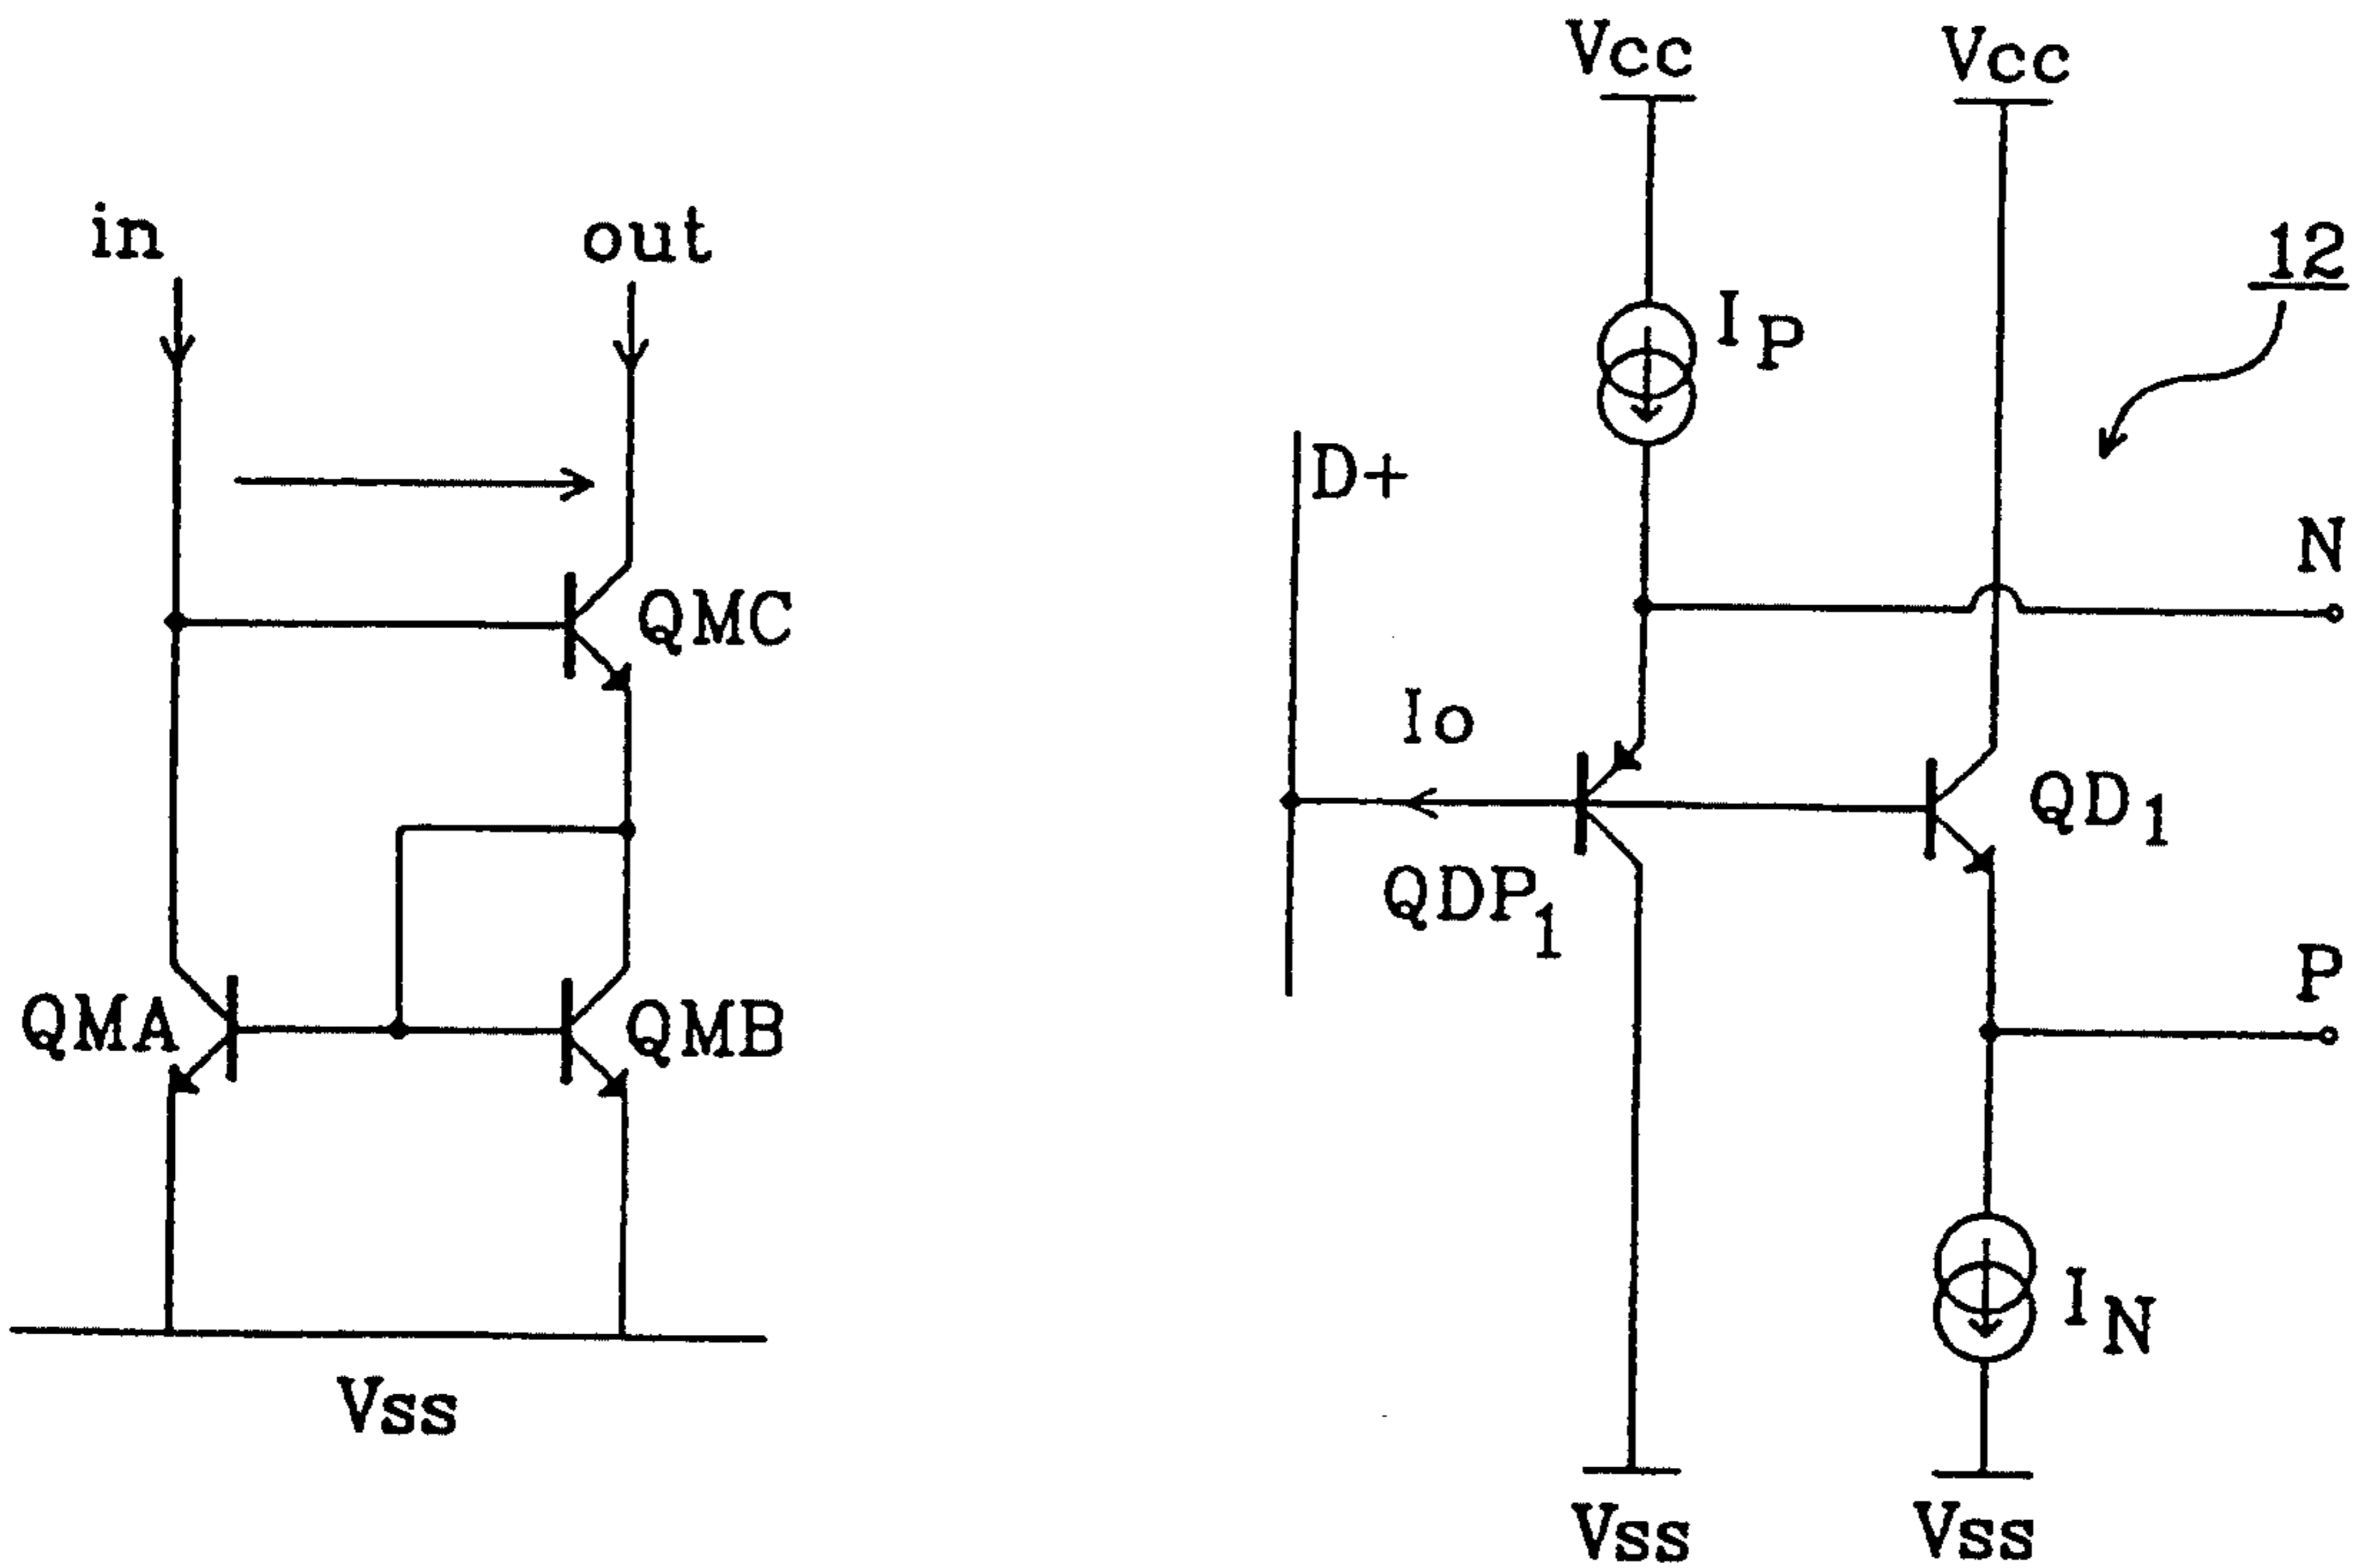 in
out
QMC
QMA
QMB
Vss
Vcc
Vcc
12
IP
D+
N
Io
QDP1
QD1
P
IN
Vss
Vss